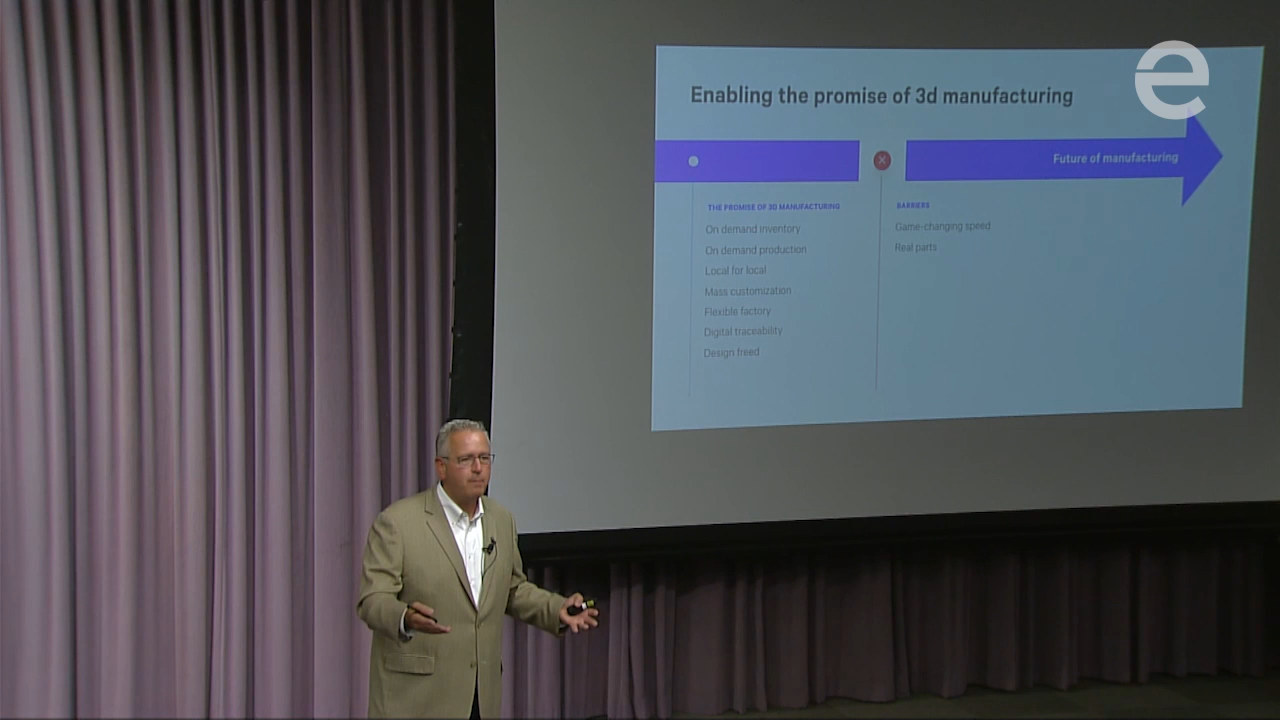 e
Enabling the promise of 3d manufacturing
Future of manufacturing
THE PROMISE OF 3D MANUFACTURING
On demand inventory
On demand production
Local for local
Mass customization
Flexible factory
Digital traceability
Design freed
BARRIERS
Game-changing speed
Real parts